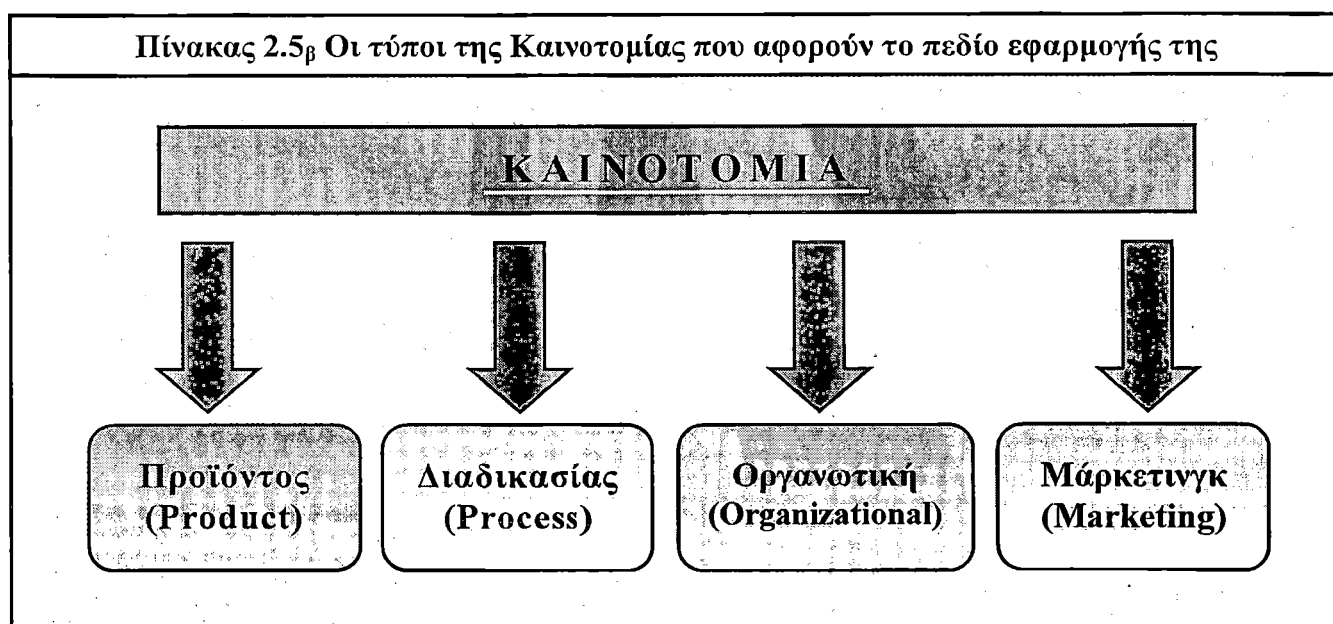 Πίνακας 2.5β Οι τύποι της Καινοτομίας που αφορούν το πεδίο εφαρμογής της
ΚΑΙΝΟΤΟΜΙΑ
Προϊόντος
(Product)
Διαδικασίας
(Process)
Οργανωτική
(Organizational)
Μάρκετινγκ
(Marketing)